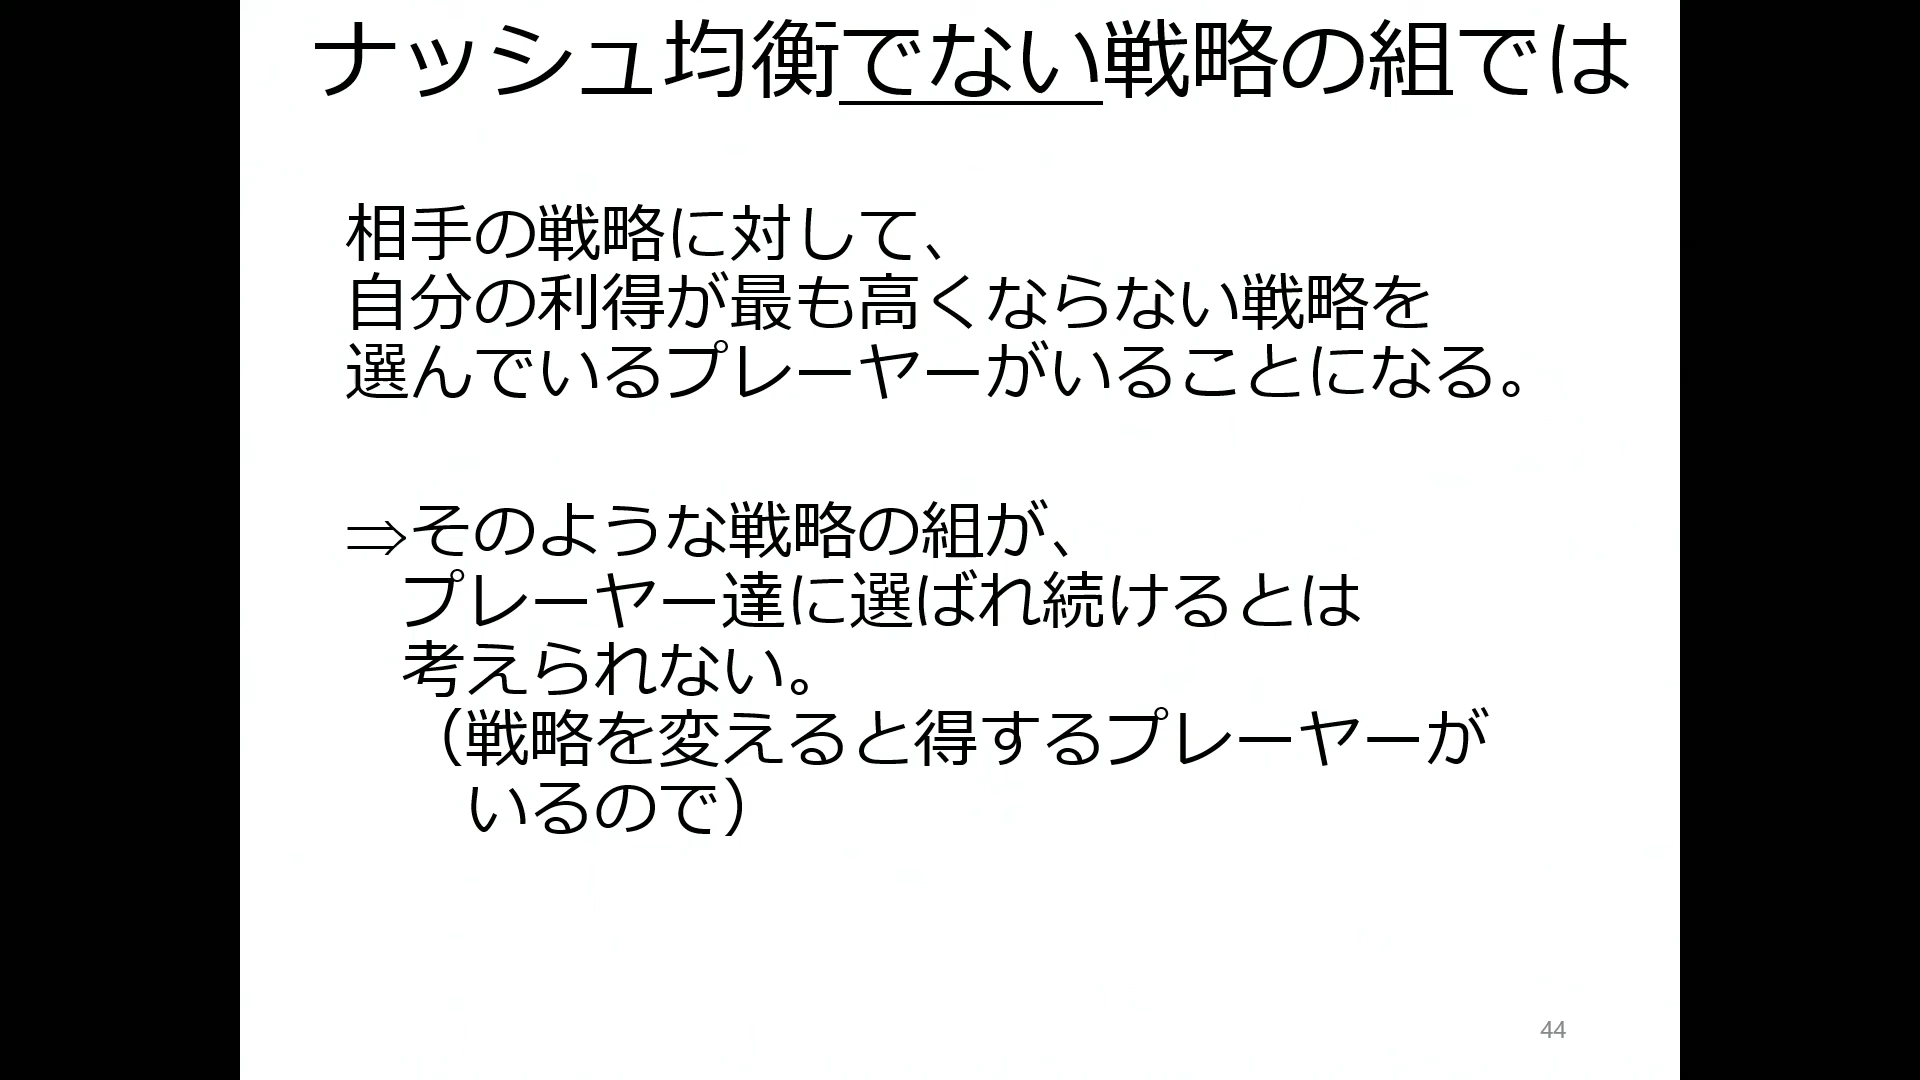 ナッシュ均衡でない戦略の組では
相手の戦略に対して、
自分の利得が最も高くならない戦略を
選んでいるプレーヤーがいることになる。
⇒そのような戦略の組が、
プレーヤー達に選ばれ続けるとは
考えられない。
（戦略を変えると得するプレーヤーが
いるので）
44